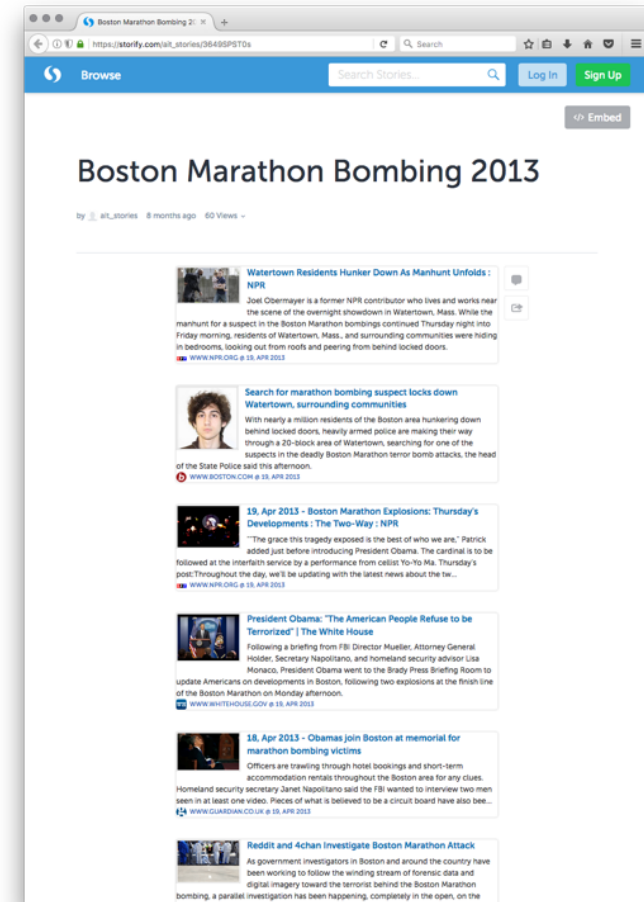 Boston Marathon Bombing 20
https://storify.com/ait_stories/3649SPST0s
Search
Browse
Search Stories...
Log In
Sign Up
</> Embed
Boston Marathon Bombing 2013
by ait_stories 8 months ago 60 Views
Watertown Residents Hunker Down As Manhunt Unfolds :
NPR
Joel Obermayer is a former NPR contributor who lives and works near
the scene of the overnight showdown in Watertown, Mass. While the
manhunt for a suspect in the Boston Marathon bombings continued Thursday night into
Friday morning, residents of Watertown, Mass., and surrounding communities were hiding
in bedrooms, looking out from roofs and peering from behind locked doors.
WWW.NPR.ORG @ 19, APR 2013
Search for marathon bombing suspect locks down
Watertown, surrounding communities
With nearly a million residents of the Boston area hunkering down
behind locked doors, heavily armed police are making their way
through a 20-block area of Watertown, searching for one of the
suspects in the deadly Boston Marathon terror bomb attacks, the head
of the State Police said this afternoon.
WWW.BOSTON.COM @ 19, APR 2013
19, Apr 2013 - Boston Marathon Explosions: Thursday's
Developments : The Two-Way : NPR
""The grace this tragedy exposed is the best of who we are," Patrick
added just before introducing President Obama. The cardinal is to be
followed at the interfaith service by a performance from cellist Yo-Yo Ma. Thursday's
post:Throughout the day, we'll be updating with the latest news about the tw...
WWW.NPR.ORG @ 19, APR 2013
President Obama: "The American People Refuse to be
Terrorized" | The White House
Following a briefing from FBI Director Mueller, Attorney General
Holder, Secretary Napolitano, and homeland security advisor Lisa
Monaco, President Obama went to the Brady Press Briefing Room to
update Americans on developments in Boston, following two explosions at the finish line
of the Boston Marathon on Monday afternoon.
WWW.WHITEHOUSE.GOV @ 19, APR 2013
18, Apr 2013 - Obamas join Boston at memorial for
marathon bombing victims
Officers are trawling through hotel bookings and short-term
accommodation rentals throughout the Boston area for any clues.
Homeland security secretary Janet Napolitano said the FBI wanted to interview two men
seen in at least one video. Pieces of what is believed to be a circuit board have also bee...
WWW.GUARDIAN.CO.UK @ 19, APR 2013
Reddit and 4chan Investigate Boston Marathon Attack
As government investigators in Boston and around the country have
been working to follow the winding stream of forensic data and
digital imagery toward the terrorist behind the Boston Marathon
bombing, a parallel investigation has been happening, completely in the open, on the